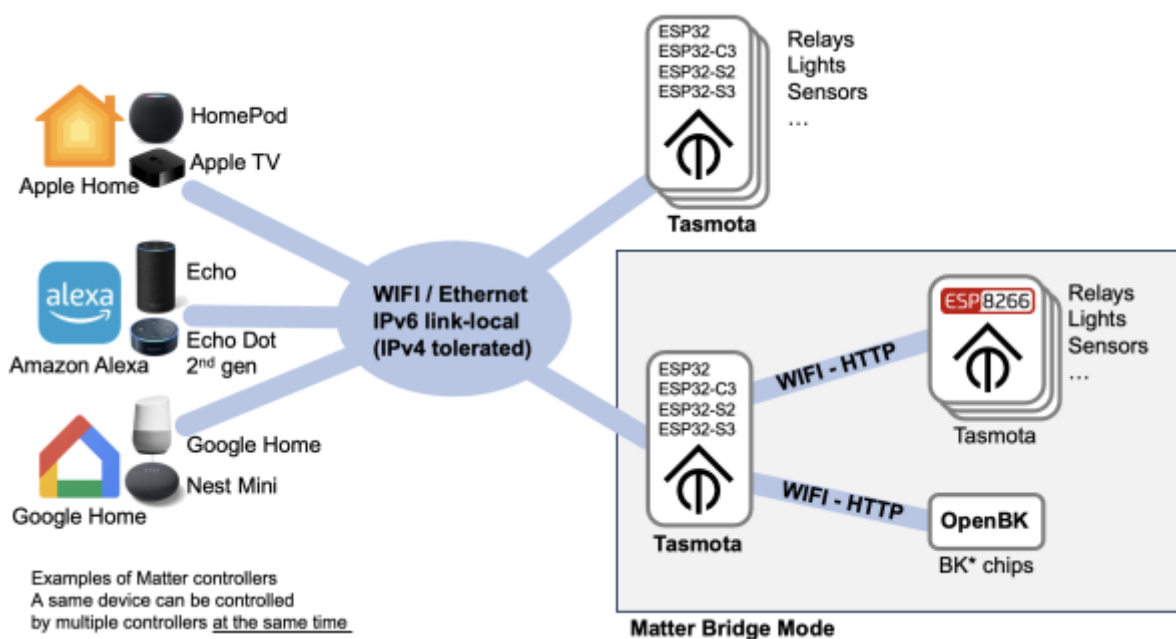 HomePod
Apple TV
Apple Home
alexa
Echo
Echo Dot
2nd gen
Amazon Alexa
Google Home
Nest Mini
Google Home
Examples of Matter controllers
A same device can be controlled
by multiple controllers at the same time
WIFI / Ethernet
IPv6 link-local
(IPv4 tolerated)
ESP32
ESP32-C3
ESP32-S2
ESP32-S3
Tasmota
Relays
Lights
Sensors
…
ESP32
ESP32-C3
ESP32-S2
ESP32-S3
Tasmota
WIFI - HTTP
WIFI - HTTP
ESP8266
Tasmota
Relays
Lights
Sensors
…
OpenBK
BK* chips
Matter Bridge Mode